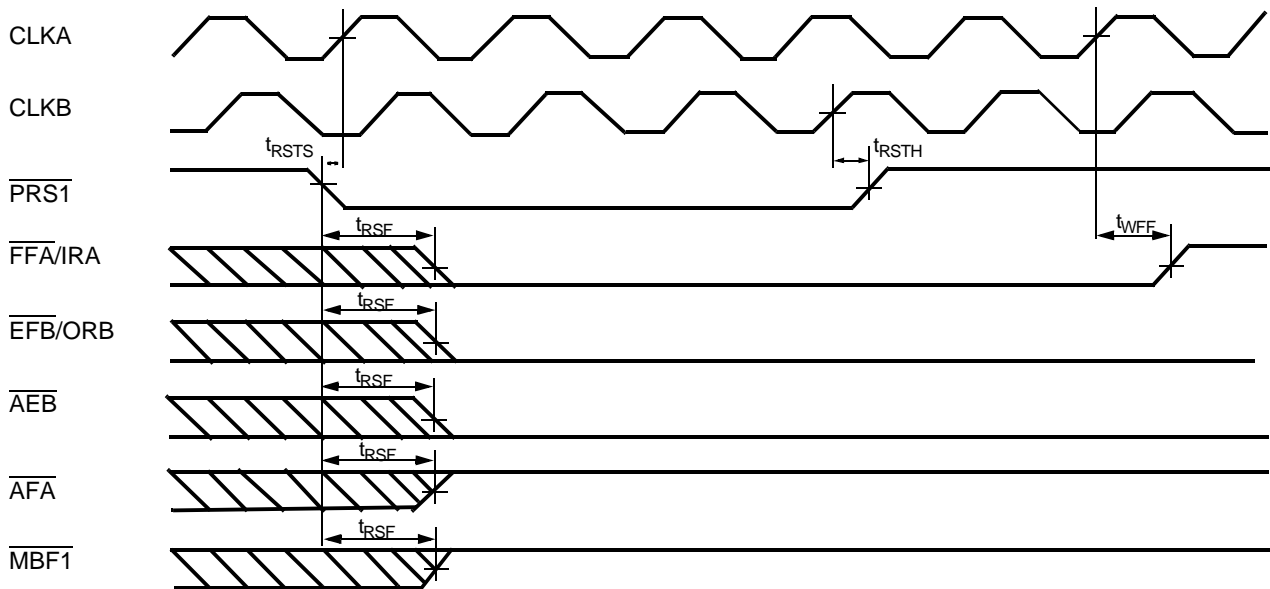 CLKA
CLKB
tRSTS
tRSTH
PRS1
tRSF
tWFF
FFA/IRA
tRSF
EFB/ORB
tRSF
AEB
tRSF
AFA
tRSF
MBF1